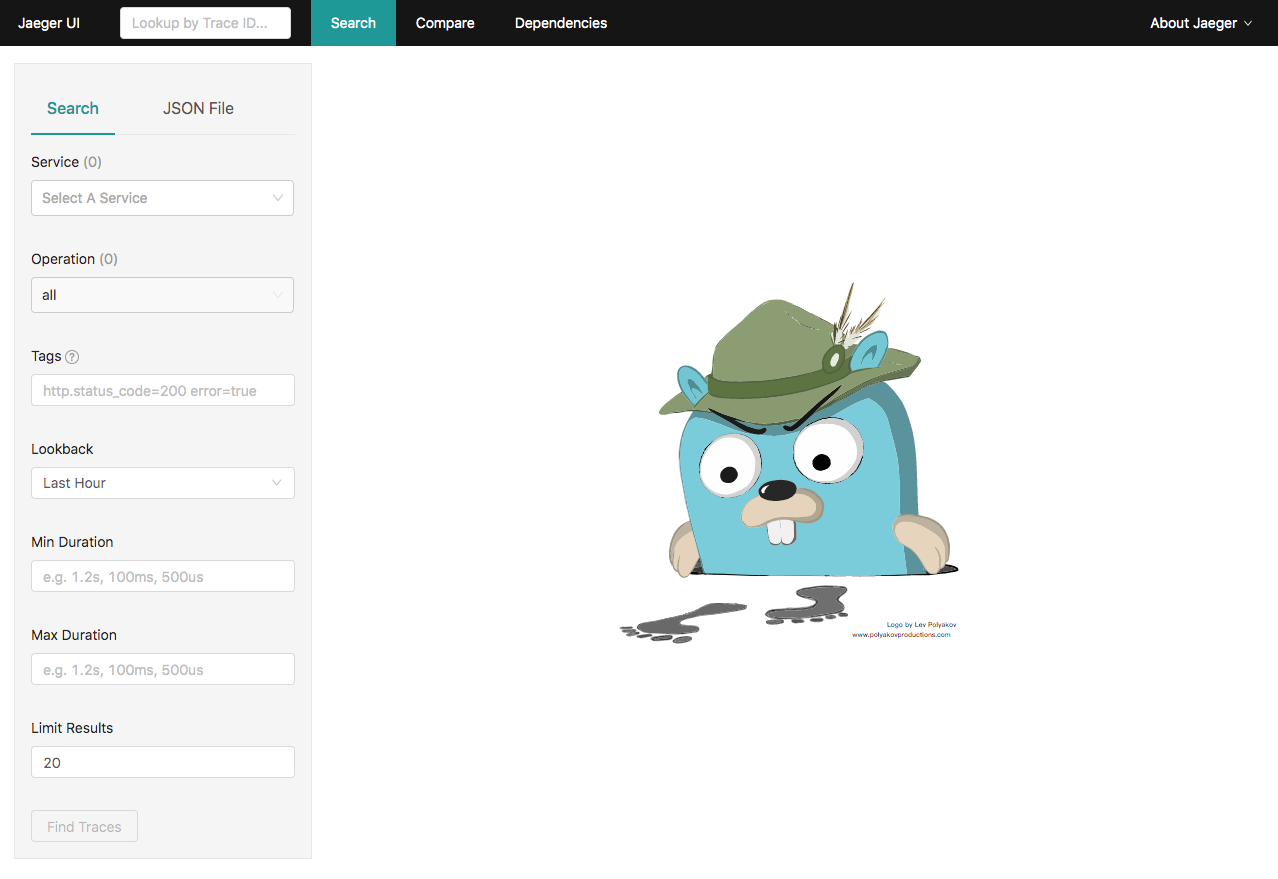 Jaeger UI
Lookup by Trace ID...
Search
Compare
Dependencies
About Jaeger
Search
JSON File
Service (0)
Select A Service
Operation (0)
all
Tags ?
http.status_code=200 error=true
Lookback
Last Hour
Min Duration
e.g. 1.2s, 100ms, 500us
Max Duration
e.g. 1.2s, 100ms, 500us
Limit Results
20
Find Traces
Logo by Lev Polyakov
www.polyakovproductions.com